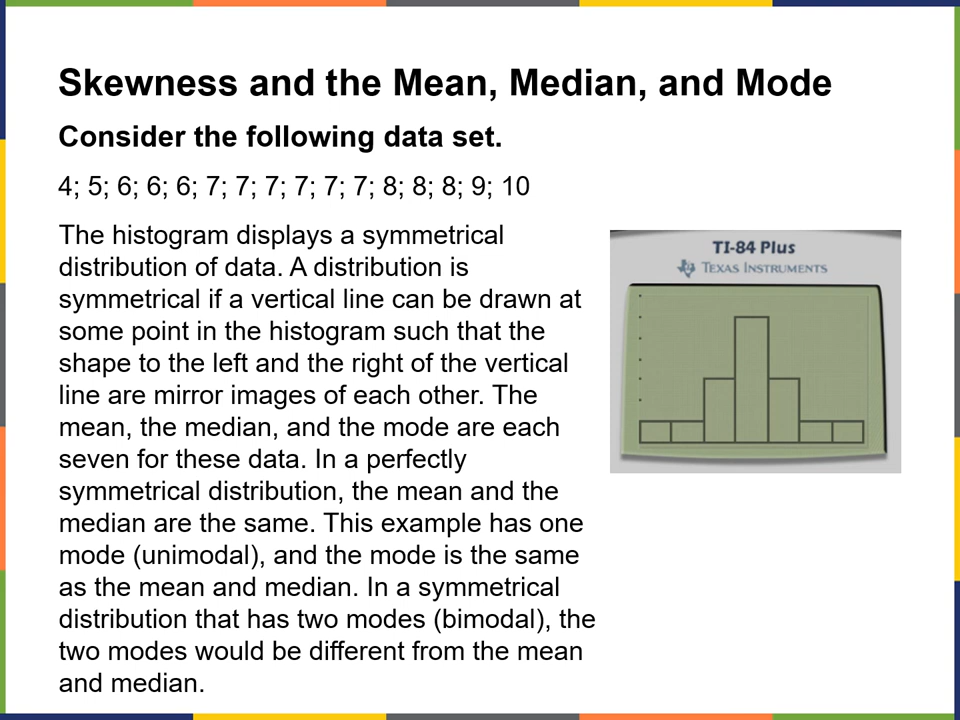 Skewness and the Mean, Median, and Mode
Consider the following data set.
4; 5; 6; 6; 6; 7; 7; 7; 7; 7; 7; 8; 8; 8; 9; 10
The histogram displays a symmetrical
distribution of data. A distribution is
symmetrical if a vertical line can be drawn at
some point in the histogram such that the
shape to the left and the right of the vertical
line are mirror images of each other. The
mean, the median, and the mode are each
seven for these data. In a perfectly
symmetrical distribution, the mean and the
median are the same. This example has one
mode (unimodal), and the mode is the same
as the mean and median. In a symmetrical
distribution that has two modes (bimodal), the
two modes would be different from the mean
and median.
TI-84 Plus
TEXAS INSTRUMENTS